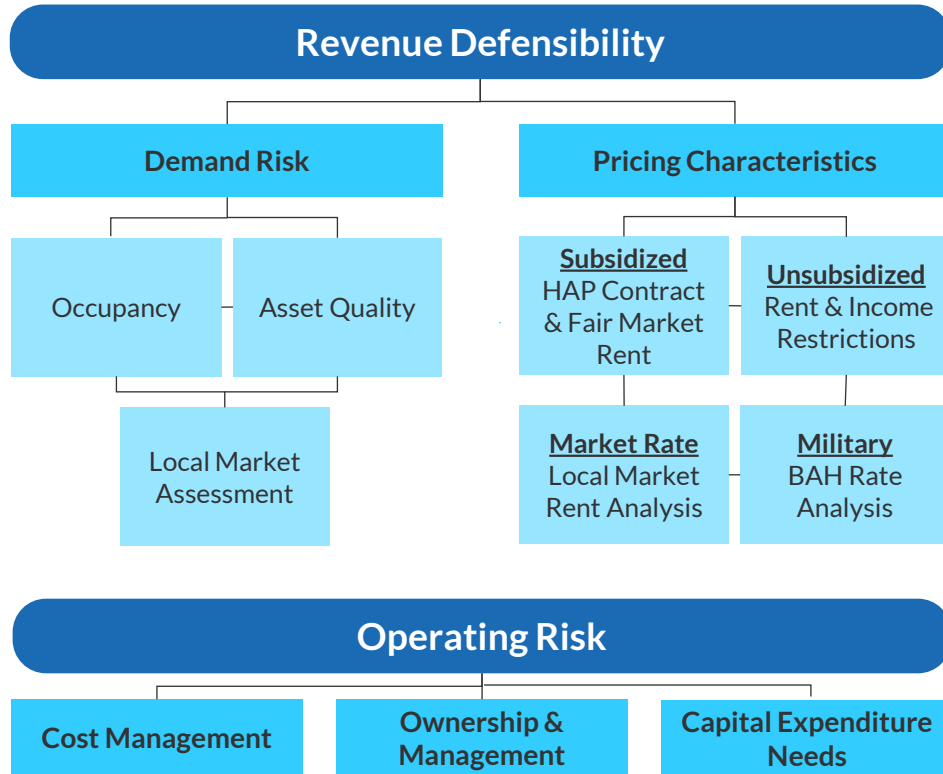 Revenue Defensibility
Demand Risk
Pricing Characteristics
Occupancy
Asset Quality
Local Market
Assessment
Subsidized
HAP Contract
& Fair Market
Rent
Unsubsidized
Rent & Income
Restrictions
Market Rate
Local Market
Rent Analysis
Military
BAH Rate
Analysis
Operating Risk
Cost Management
Ownership &
Management
Capital Expenditure
Needs